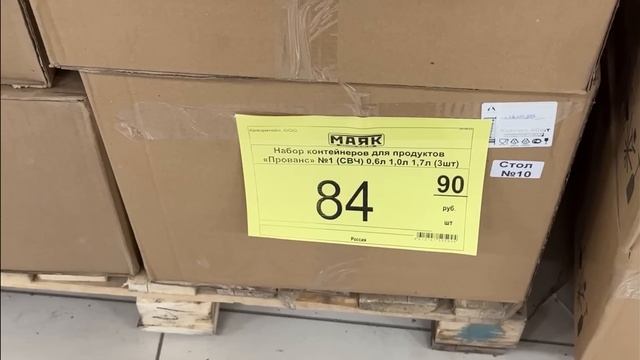 МАЯК
Набор контейнеров для продуктов
«Прованс» №1 (СВЧ) 0,6л 1,0л 1,7л (3шт)
84 90
руб.
шт
Россия
Стол
№10